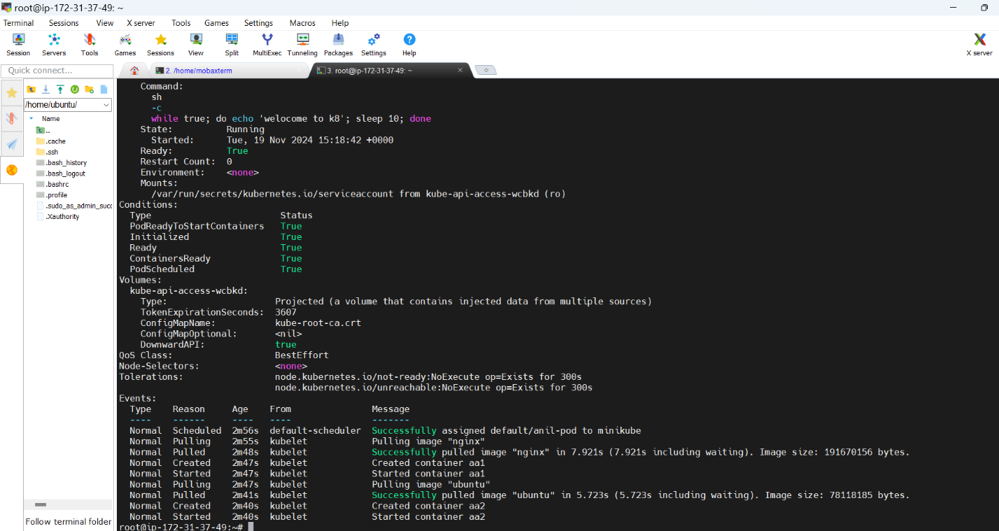 root@ip-172-31-37-49: ~
Terminal Sessions View X server Tools Games Settings Macros Help
Session Servers Tools Games Sessions View Split MultiExec Tunneling Packages Settings Help X server
Quick connect...
2. /home/mobaxterm
3. root@ip-172-31-37-49: ~
/home/ubuntu/
Name
..
.cache
.ssh
.bash_history
.bash_logout
.bashrc
.profile
.sudo_as_admin_succ
.Xauthority
Follow terminal folder
Command:
sh
-c
while true; do echo 'welocome to k8'; sleep 10; done
State: Running
Started: Tue, 19 Nov 2024 15:18:42 +0000
Ready: True
Restart Count: 0
Environment: <none>
Mounts:
/var/run/secrets/kubernetes.io/serviceaccount from kube-api-access-wcbkd (ro)
Conditions:
Type Status
PodReadyToStartContainers True
Initialized True
Ready True
ContainersReady True
PodScheduled True
Volumes:
kube-api-access-wcbkd:
Type: Projected (a volume that contains injected data from multiple sources)
TokenExpirationSeconds: 3607
ConfigMapName: kube-root-ca.crt
ConfigMapOptional: <nil>
DownwardAPI: true
QoS Class: BestEffort
Node-Selectors: <none>
Tolerations: node.kubernetes.io/not-ready:NoExecute op=Exists for 300s
node.kubernetes.io/unreachable:NoExecute op=Exists for 300s
Events:
Type Reason Age From Message
---- ------ ---- ---- -------
Normal Scheduled 2m56s default-scheduler Successfully assigned default/anil-pod to minikube
Normal Pulling 2m55s kubelet Pulling image "nginx"
Normal Pulled 2m48s kubelet Successfully pulled image "nginx" in 7.921s (7.921s including waiting). Image size: 191670156 bytes.
Normal Created 2m47s kubelet Created container aa1
Normal Started 2m47s kubelet Started container aa1
Normal Pulling 2m47s kubelet Pulling image "ubuntu"
Normal Pulled 2m41s kubelet Successfully pulled image "ubuntu" in 5.723s (5.723s including waiting). Image size: 78118185 bytes.
Normal Created 2m40s kubelet Created container aa2
Normal Started 2m40s kubelet Started container aa2
root@ip-172-31-37-49:~#